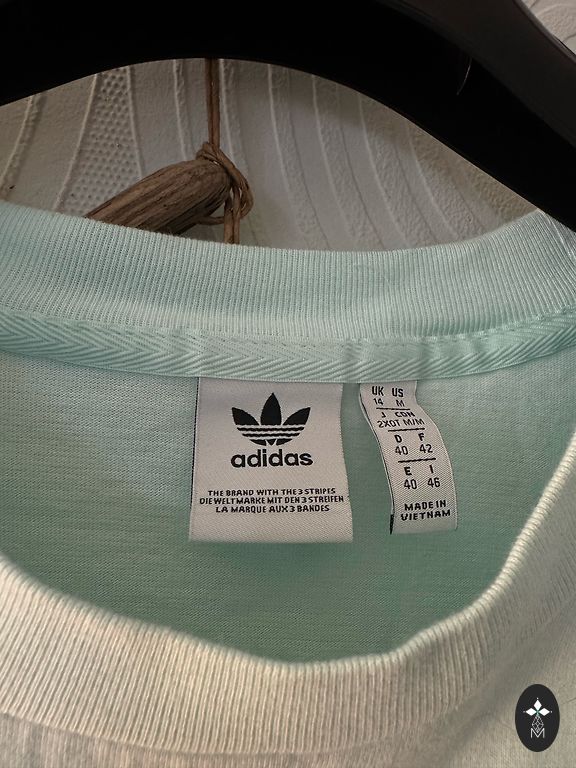 adidas
THE BRAND WITH THE 3 STRIPES
DIE WELTMARKE MIT DEN 3 STREIFEN
LA MARQUE AUX 3 BANDES
UK US
14 M
J CDN
2XOT M/M
D F
40 42
E I
40 46
MADE IN
VIETNAM
M